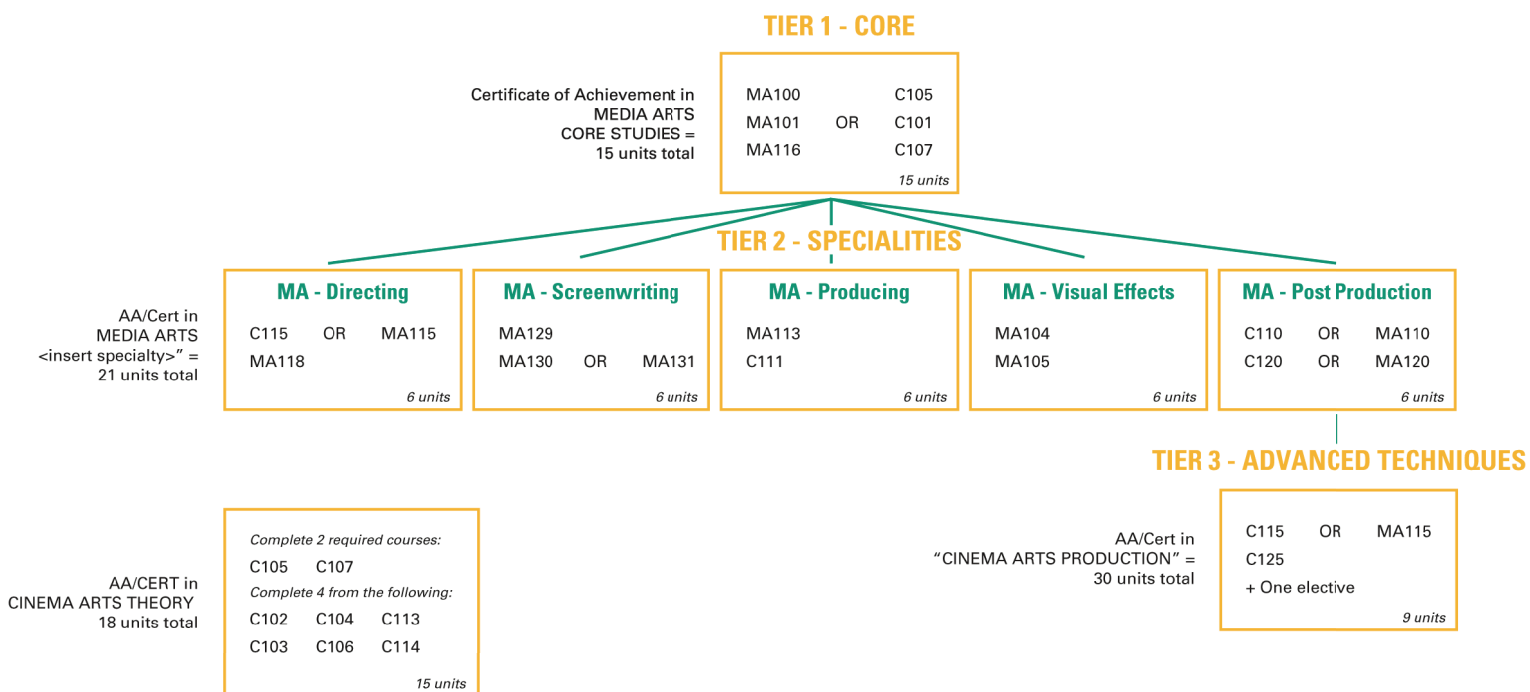 TIER 1 - CORE
Certificate of Achievement in
MEDIA ARTS
CORE STUDIES =
15 units total
MA100 C105
MA101 OR C101
MA116 C107
15 units
TIER 2 - SPECIALITIES
AA/Cert in
MEDIA ARTS
<insert specialty>” =
21 units total
MA - Directing
C115 OR MA115
MA118
6 units
MA - Screenwriting
MA129
MA130 OR MA131
6 units
MA - Producing
MA113
C111
6 units
MA - Visual Effects
MA104
MA105
6 units
MA - Post Production
C110 OR MA110
C120 OR MA120
6 units
TIER 3 - ADVANCED TECHNIQUES
AA/Cert in
“CINEMA ARTS PRODUCTION” =
30 units total
C115 OR MA115
C125
+ One elective
9 units
AA/CERT in
CINEMA ARTS THEORY
18 units total
Complete 2 required courses:
C105 C107
Complete 4 from the following:
C102 C104 C113
C103 C106 C114
15 units